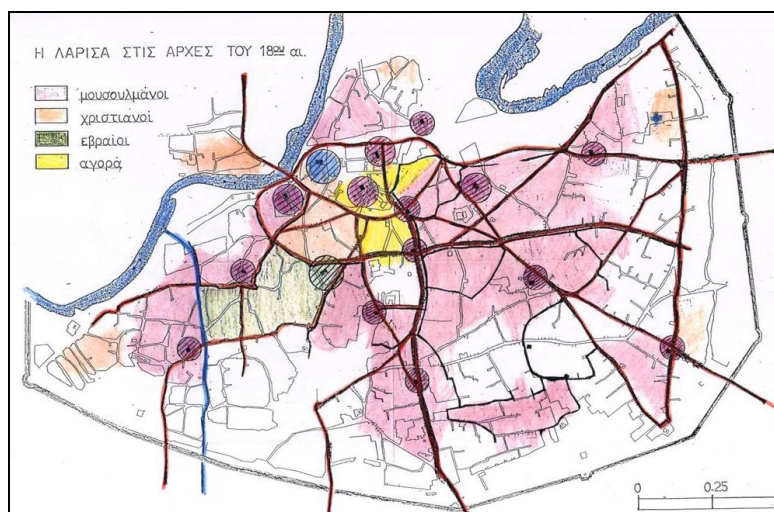 Η ΛΑΡΙΣΑ ΣΤΙΣ ΑΡΧΕΣ ΤΟΥ 18ου αι.
μουσουλμάνοι
χριστιανοί
εβραίοι
αγορά
0 0.25